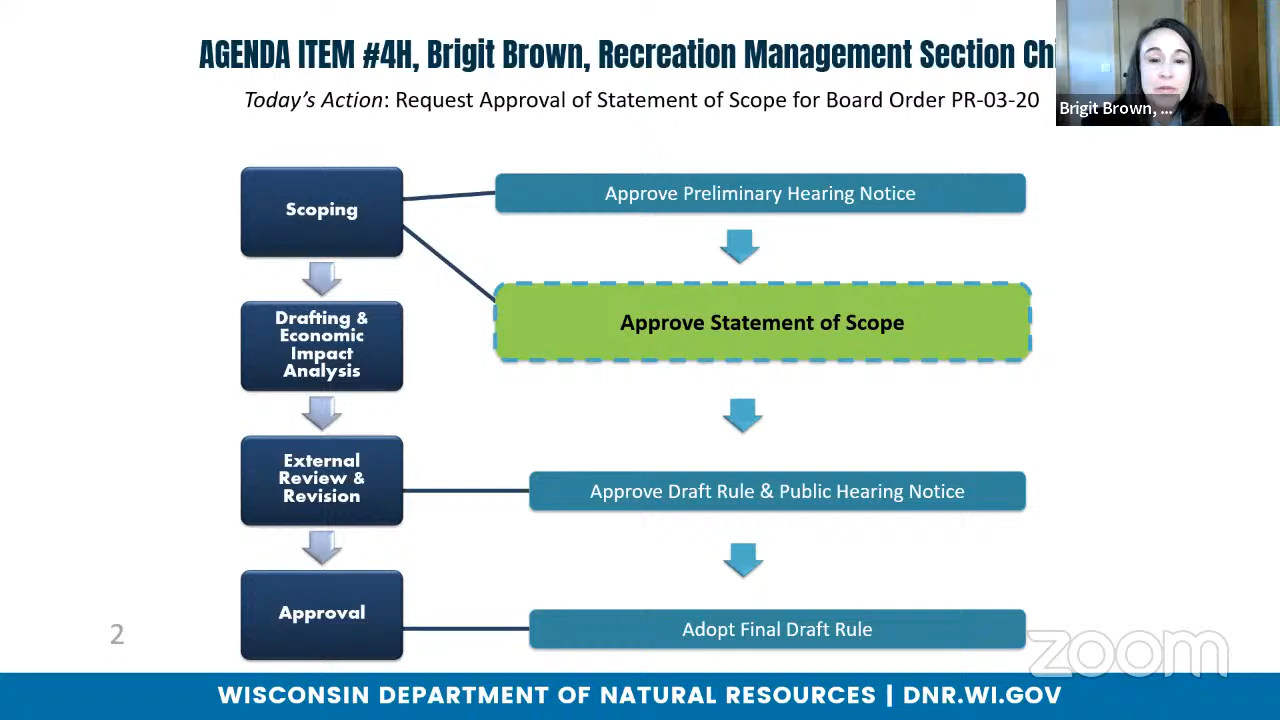 AGENDA ITEM #4H, Brigit Brown, Recreation Management Section Chi
Today's Action: Request Approval of Statement of Scope for Board Order PR-03-20
Brigit Brown, ...
Scoping
Approve Preliminary Hearing Notice
Approve Statement of Scope
Drafting &
Economic
Impact
Analysis
External
Review &
Revision
Approve Draft Rule & Public Hearing Notice
Approval
Adopt Final Draft Rule
2
zoom
WISCONSIN DEPARTMENT OF NATURAL RESOURCES | DNR.WI.GOV